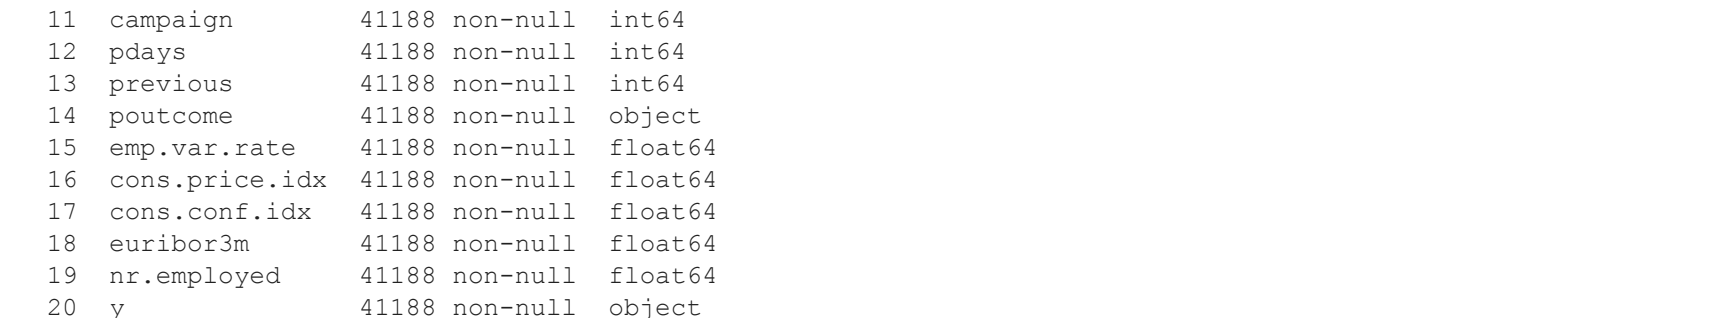 11  campaign        41188 non-null  int64
12  pdays           41188 non-null  int64
13  previous        41188 non-null  int64
14  poutcome        41188 non-null  object
15  emp.var.rate    41188 non-null  float64
16  cons.price.idx  41188 non-null  float64
17  cons.conf.idx   41188 non-null  float64
18  euribor3m       41188 non-null  float64
19  nr.employed     41188 non-null  float64
20  y               41188 non-null  object